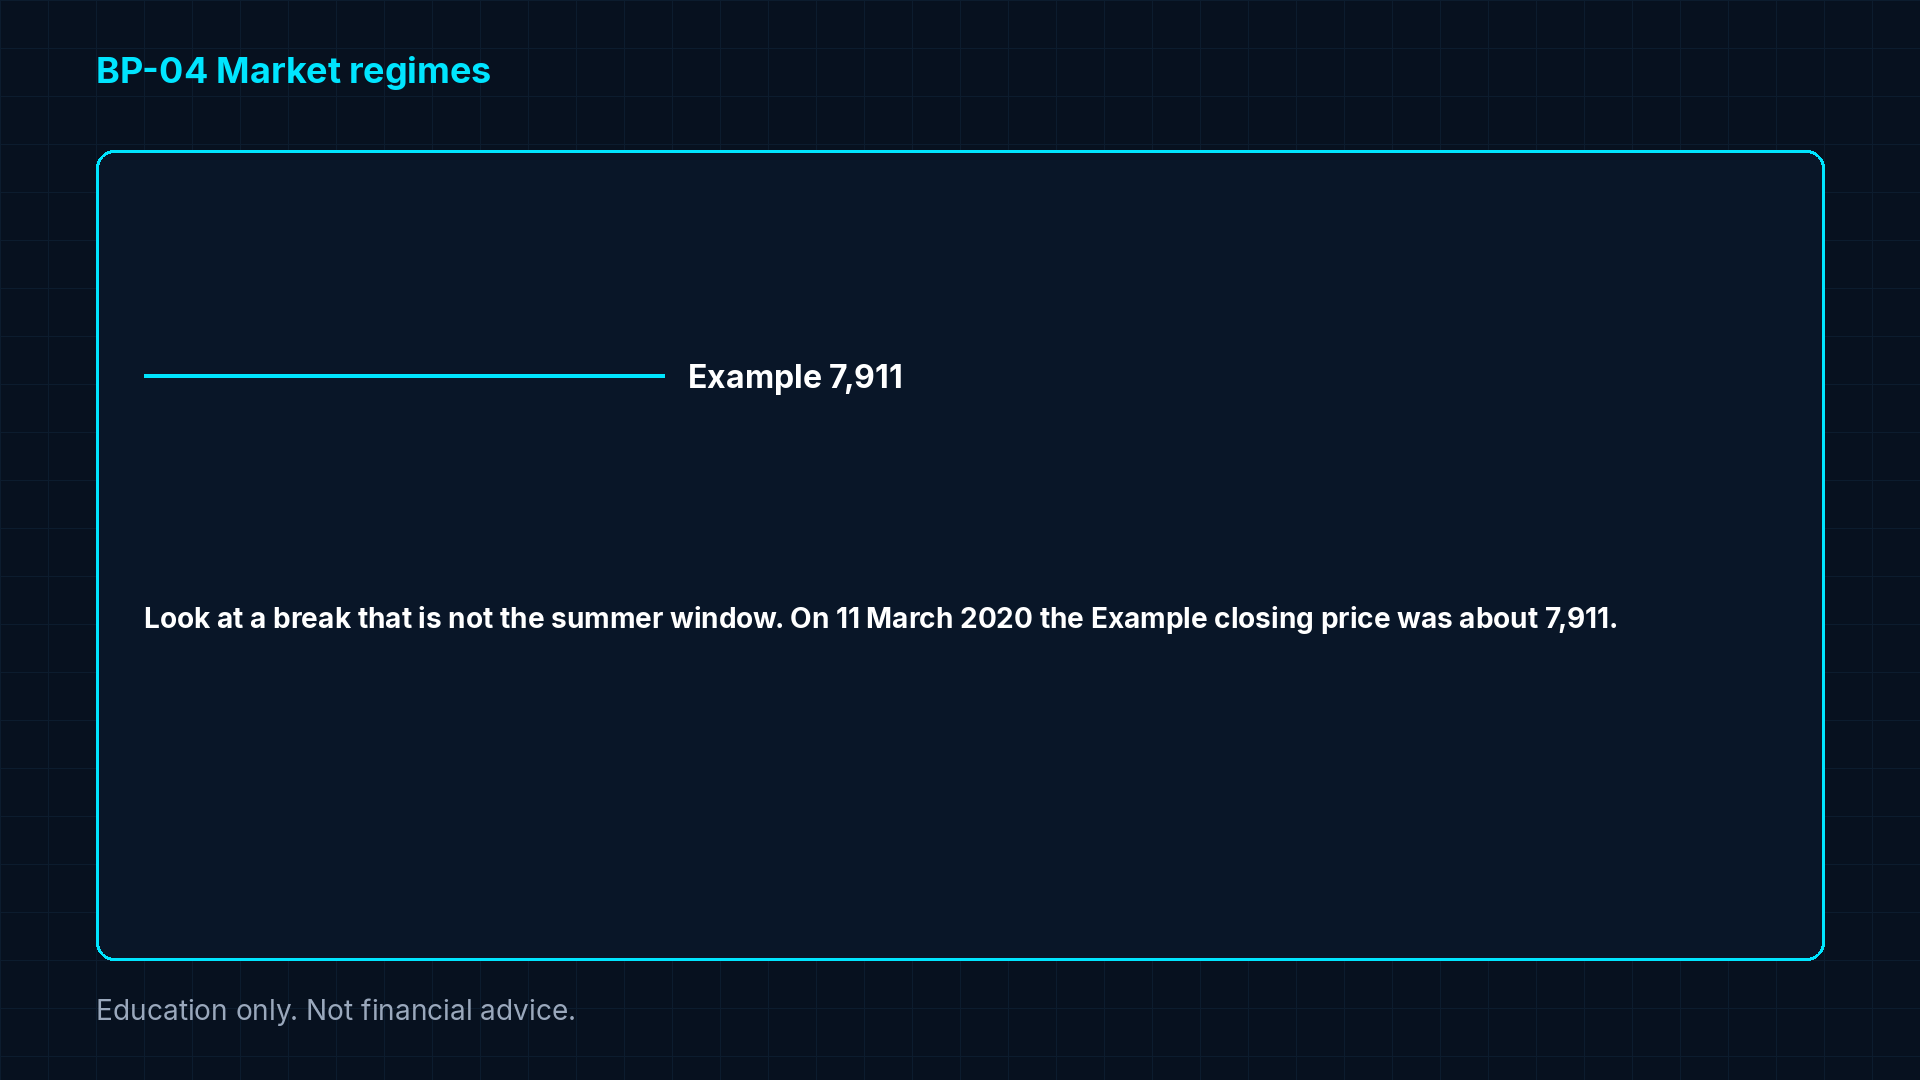 BP-04 Market regimes
Example 7,911
Look at a break that is not the summer window. On 11 March 2020 the Example closing price was about 7,911.
Education only. Not financial advice.